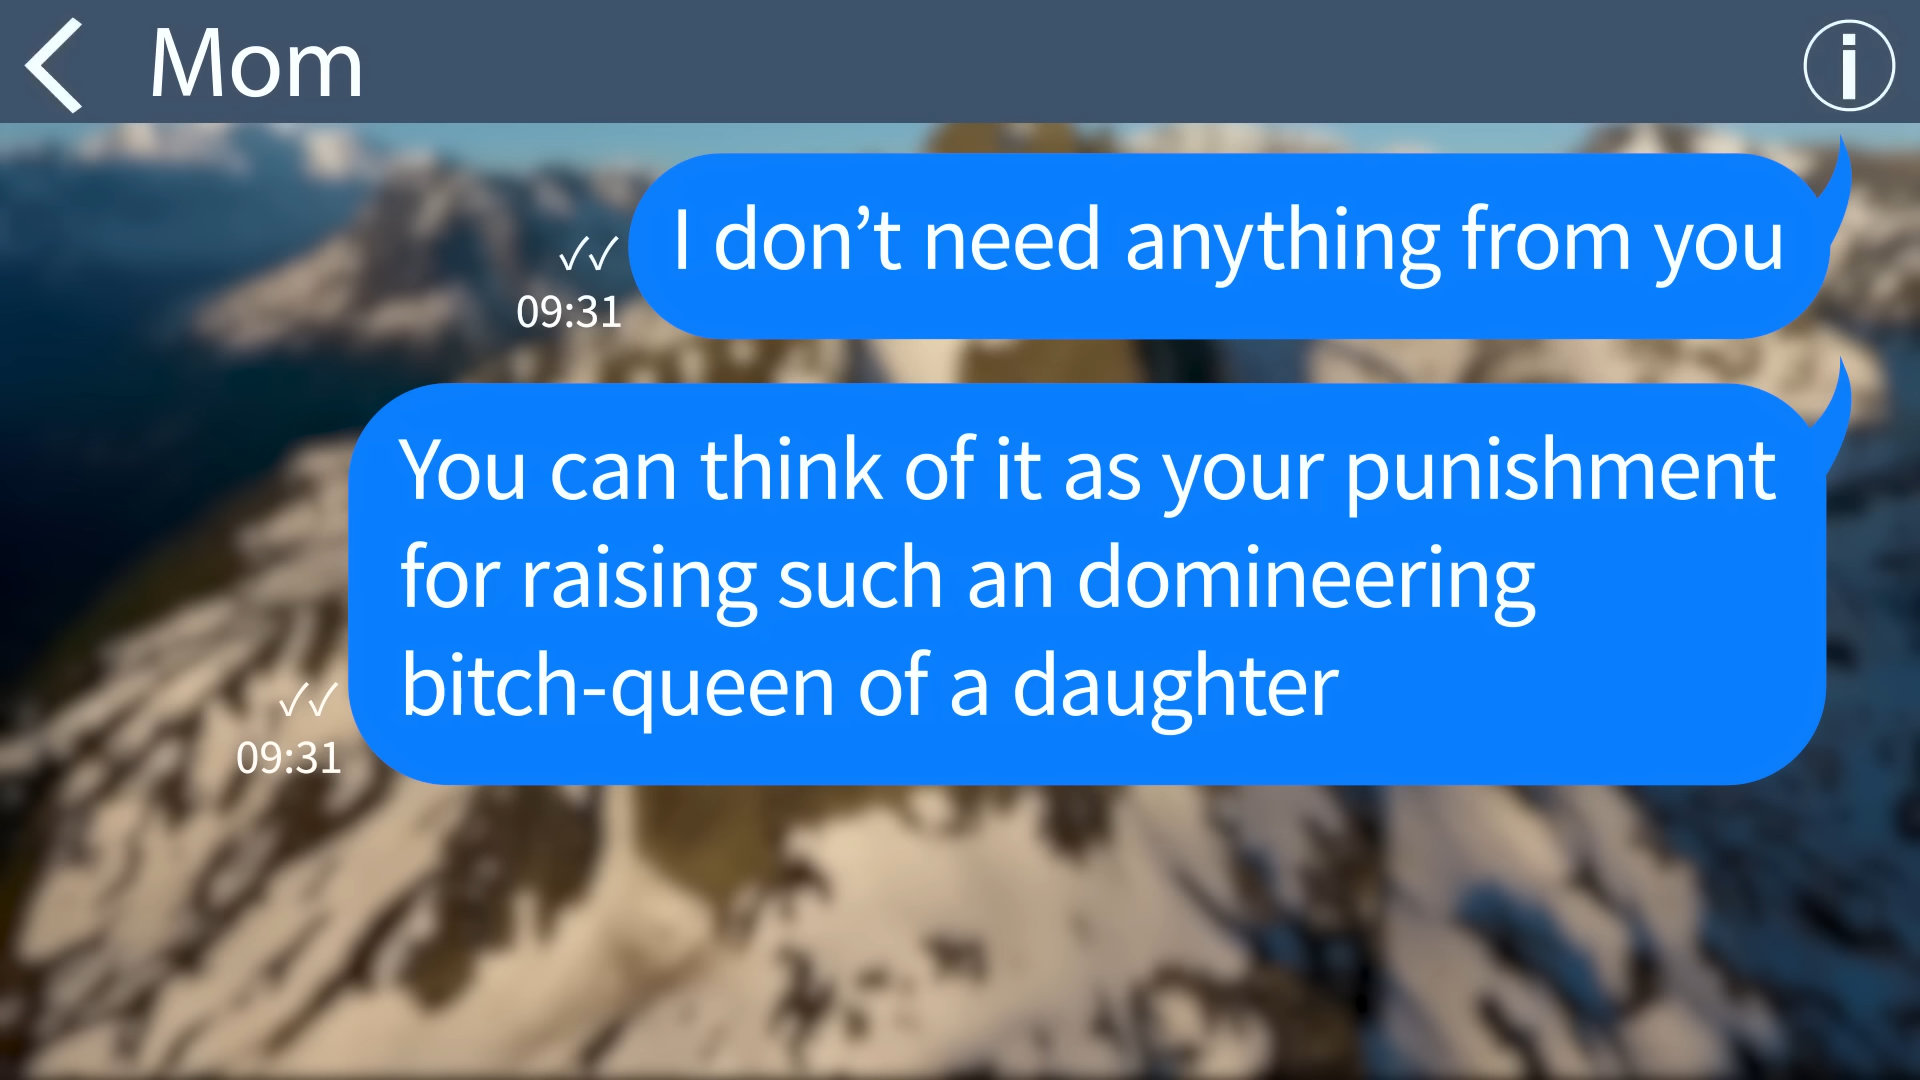 Mom
I don’t need anything from you
✓✓
09:31
You can think of it as your punishment
for raising such an domineering
bitch-queen of a daughter
✓✓
09:31